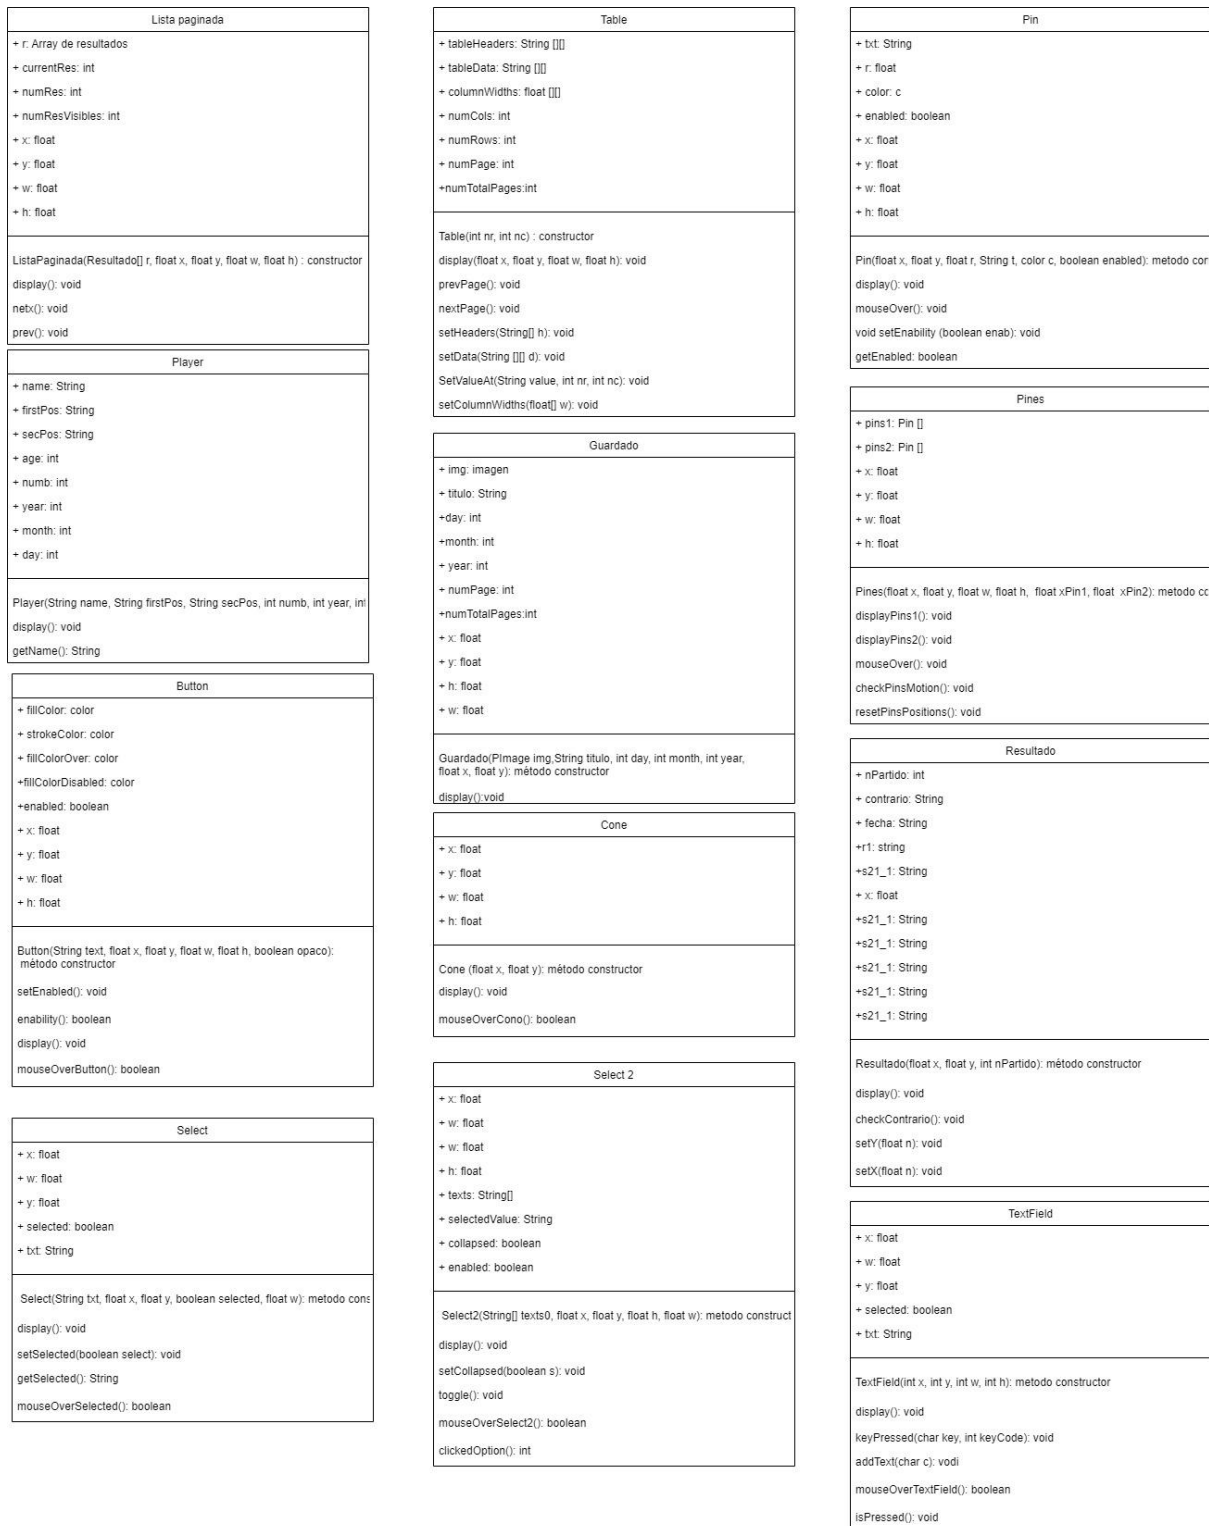 Lista paginada
+ r: Array de resultados
+ currentRes: int
+ numRes: int
+ numResVisibles: int
+ x: float
+ y: float
+ w: float
+ h: float
ListaPaginada(Resultado[] r, float x, float y, float w, float h) : constructor
display(): void
netx(): void
prev(): void
Player
+ name: String
+ firstPos: String
+ secPos: String
+ age: int
+ numb: int
+ year: int
+ month: int
+ day: int
Player(String name, String firstPos, String secPos, int numb, int year, int
display(): void
getName(): String
Button
+ fillColor: color
+ strokeColor: color
+ fillColorOver: color
+fillColorDisabled: color
+enabled: boolean
+ x: float
+ y: float
+ w: float
+ h: float
Button(String text, float x, float y, float w, float h, boolean opaco):
método constructor
setEnabled(): void
enability(): boolean
display(): void
mouseOverButton(): boolean
Select
+ x: float
+ w: float
+ y: float
+ selected: boolean
+ txt: String
Select(String txt, float x, float y, boolean selected, float w): metodo cons
display(): void
setSelected(boolean select): void
getSelected(): String
mouseOverSelected(): boolean
Table
+ tableHeaders: String [][]
+ tableData: String [][]
+ columnWidths: float [][]
+ numCols: int
+ numRows: int
+ numPage: int
+numTotalPages:int
Table(int nr, int nc) : constructor
display(float x, float y, float w, float h): void
prevPage(): void
nextPage(): void
setHeaders(String[] h): void
setData(String [][] d): void
SetValueAt(String value, int nr, int nc): void
setColumnWidths(float[] w): void
Guardado
+ img: imagen
+ titulo: String
+day: int
+month: int
+ year: int
+ numPage: int
+numTotalPages:int
+ x: float
+ y: float
+ h: float
+ w: float
Guardado(PImage img,String titulo, int day, int month, int year,
float x, float y): método constructor
display():void
Cone
+ x: float
+ y: float
+ w: float
+ h: float
Cone (float x, float y): método constructor
display(): void
mouseOverCono(): boolean
Select 2
+ x: float
+ w: float
+ w: float
+ h: float
+ texts: String[]
+ selectedValue: String
+ collapsed: boolean
+ enabled: boolean
Select2(String[] texts0, float x, float y, float h, float w): metodo construct
display(): void
setCollapsed(boolean s): void
toggle(): void
mouseOverSelect2(): boolean
clickedOption(): int
Pin
+ txt: String
+ r: float
+ color: c
+ enabled: boolean
+ x: float
+ y: float
+ w: float
+ h: float
Pin(float x, float y, float r, String t, color c, boolean enabled): metodo con
display(): void
mouseOver(): void
void setEnability (boolean enab): void
getEnabled: boolean
Pines
+ pins1: Pin []
+ pins2: Pin []
+ x: float
+ y: float
+ w: float
+ h: float
Pines(float x, float y, float w, float h, float xPin1, float xPin2): metodo co
displayPins1(): void
displayPins2(): void
mouseOver(): void
checkPinsMotion(): void
resetPinsPositions(): void
Resultado
+ nPartido: int
+ contrario: String
+ fecha: String
+r1: string
+s21_1: String
+ x: float
+s21_1: String
+s21_1: String
+s21_1: String
+s21_1: String
+s21_1: String
Resultado(float x, float y, int nPartido): método constructor
display(): void
checkContrario(): void
setY(float n): void
setX(float n): void
TextField
+ x: float
+ w: float
+ y: float
+ selected: boolean
+ txt: String
TextField(int x, int y, int w, int h): metodo constructor
display(): void
keyPressed(char key, int keyCode): void
addText(char c): vodi
mouseOverTextField(): boolean
isPressed(): void